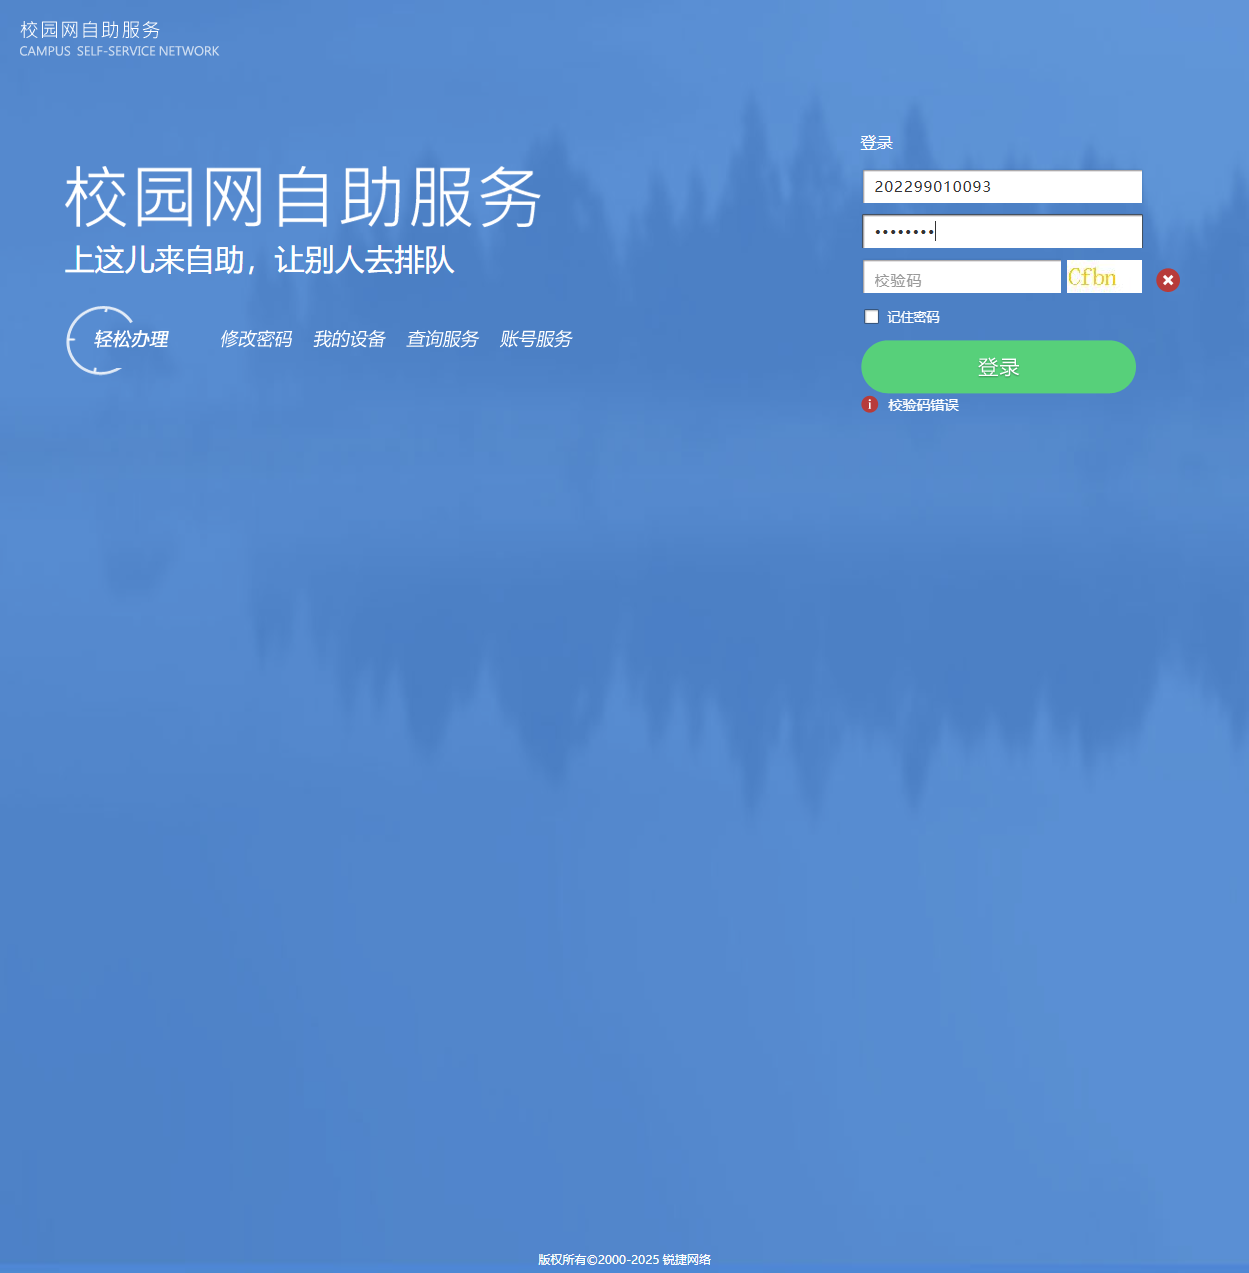 校园网自助服务
CAMPUS SELF-SERVICE NETWORK
校园网自助服务
上这儿来自助，让别人去排队
轻松办理 修改密码 我的设备 查询服务 账号服务
登录
202299010093
••••••••
校验码 Cfbn
记住密码
登录
校验码错误
版权所有©2000-2025 锐捷网络